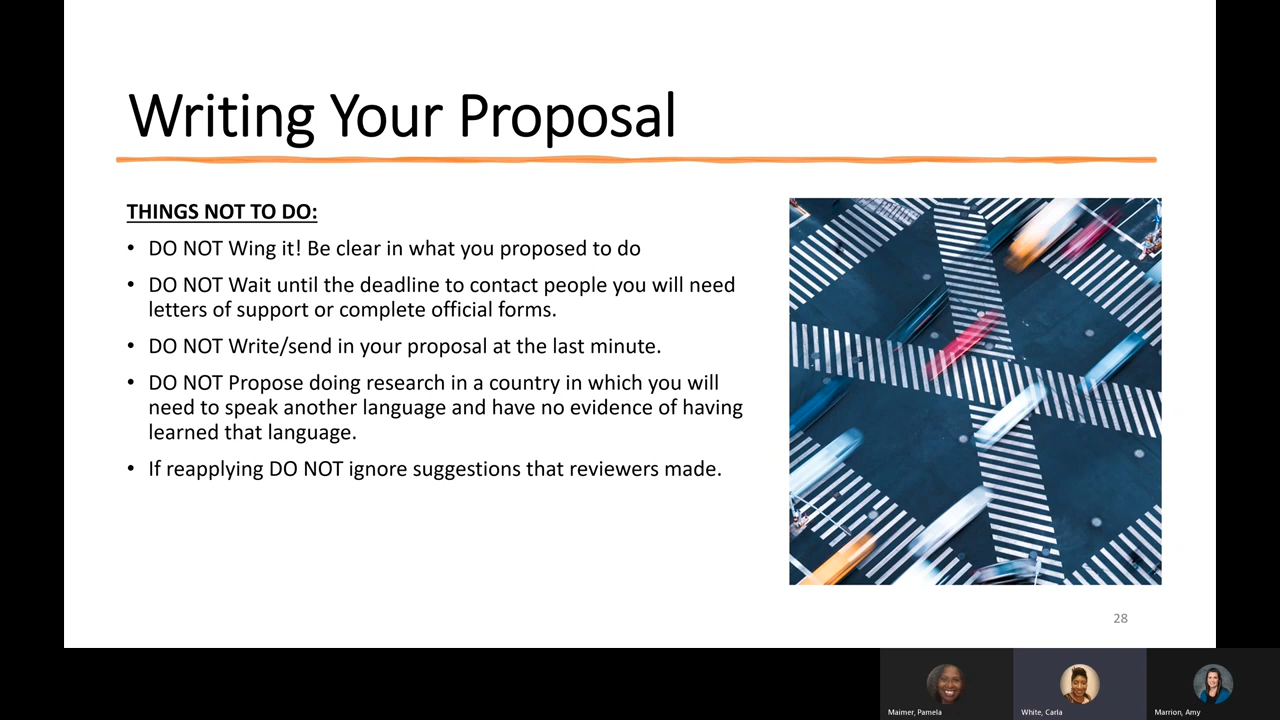 Writing Your Proposal
THINGS NOT TO DO:
• DO NOT Wing it! Be clear in what you proposed to do
• DO NOT Wait until the deadline to contact people you will need
letters of support or complete official forms.
• DO NOT Write/send in your proposal at the last minute.
• DO NOT Propose doing research in a country in which you will
need to speak another language and have no evidence of having
learned that language.
• If reapplying DO NOT ignore suggestions that reviewers made.
28
Maimer, Pamela
White, Carla
Marrion, Amy